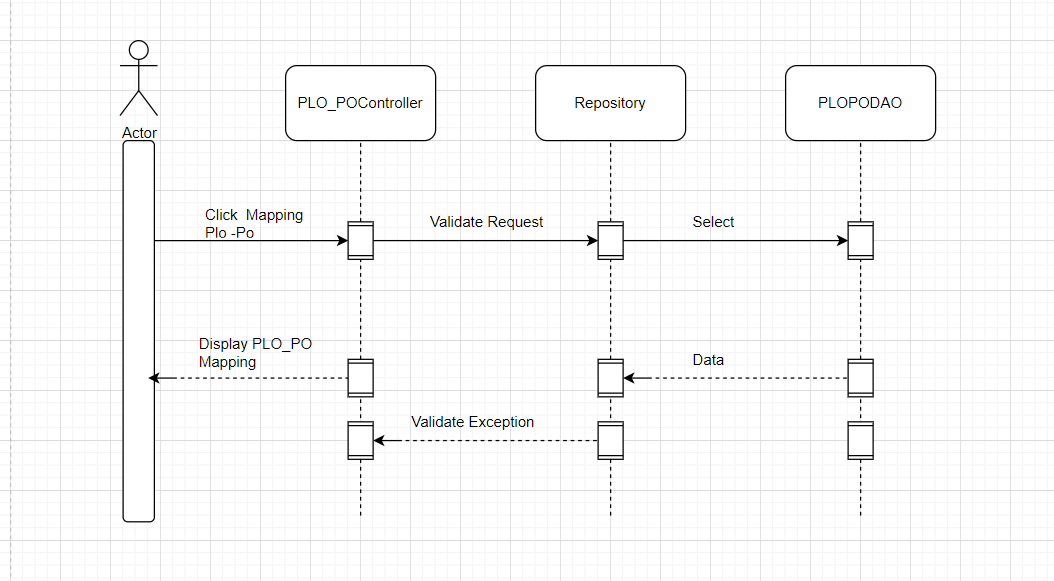 Actor
PLO_POController
Repository
PLOPODAO
Click  Mapping
Plo -Po
Validate Request
Select
Display PLO_PO
Mapping
Data
Validate Exception